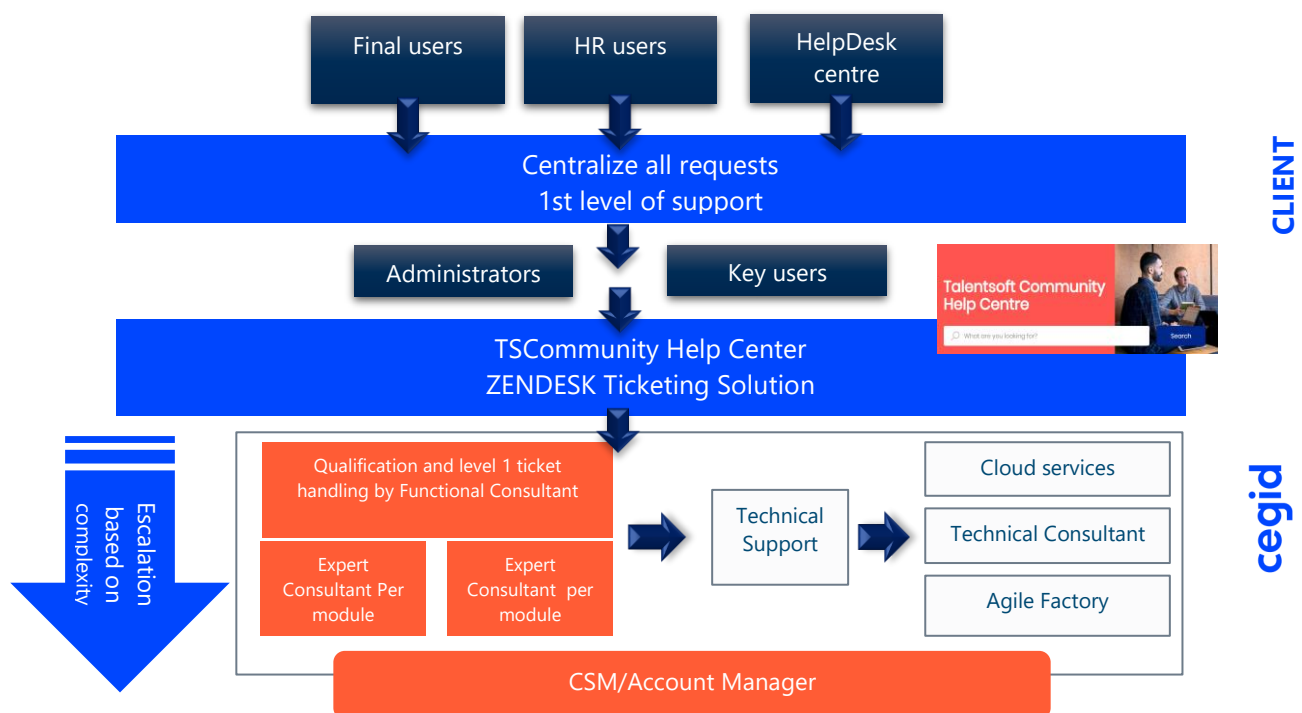 Final users
HR users
HelpDesk
centre
Centralize all requests
1st level of support
CLIENT
Administrators
Key users
Talentsoft Community
Help Centre
What are you looking for?
Search
TSCommunity Help Center
ZENDESK Ticketing Solution
Escalation
based on
complexity
Qualification and level 1 ticket
handling by Functional Consultant
Expert
Consultant Per
module
Expert
Consultant per
module
Technical
Support
Cloud services
Technical Consultant
Agile Factory
cegid
CSM/Account Manager